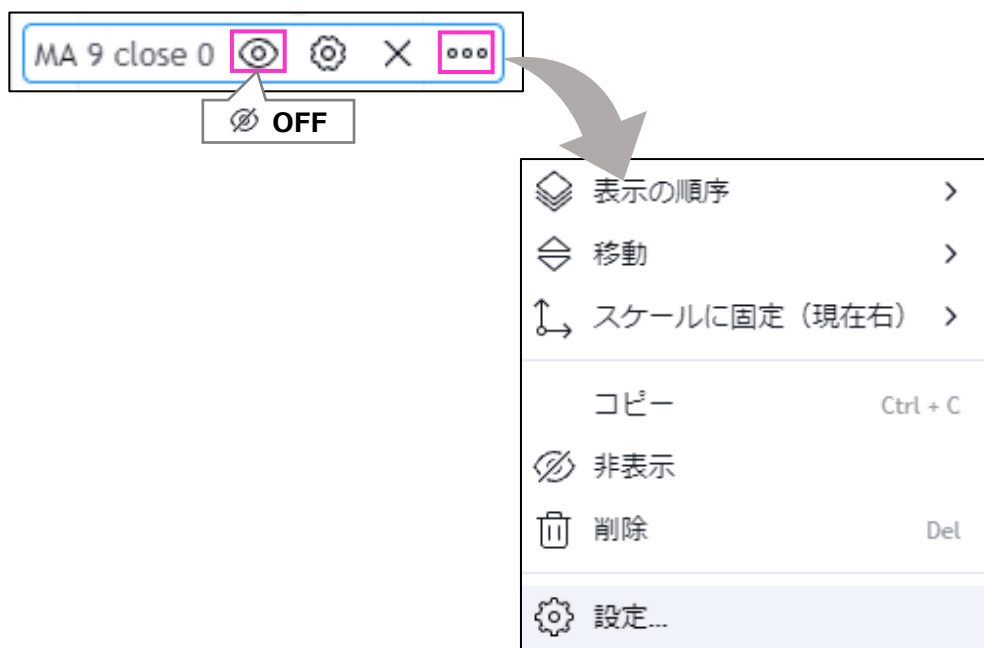 MA 9 close 0
OFF
表示の順序
移動
スケールに固定（現在右）
コピー Ctrl + C
非表示
削除 Del
設定...